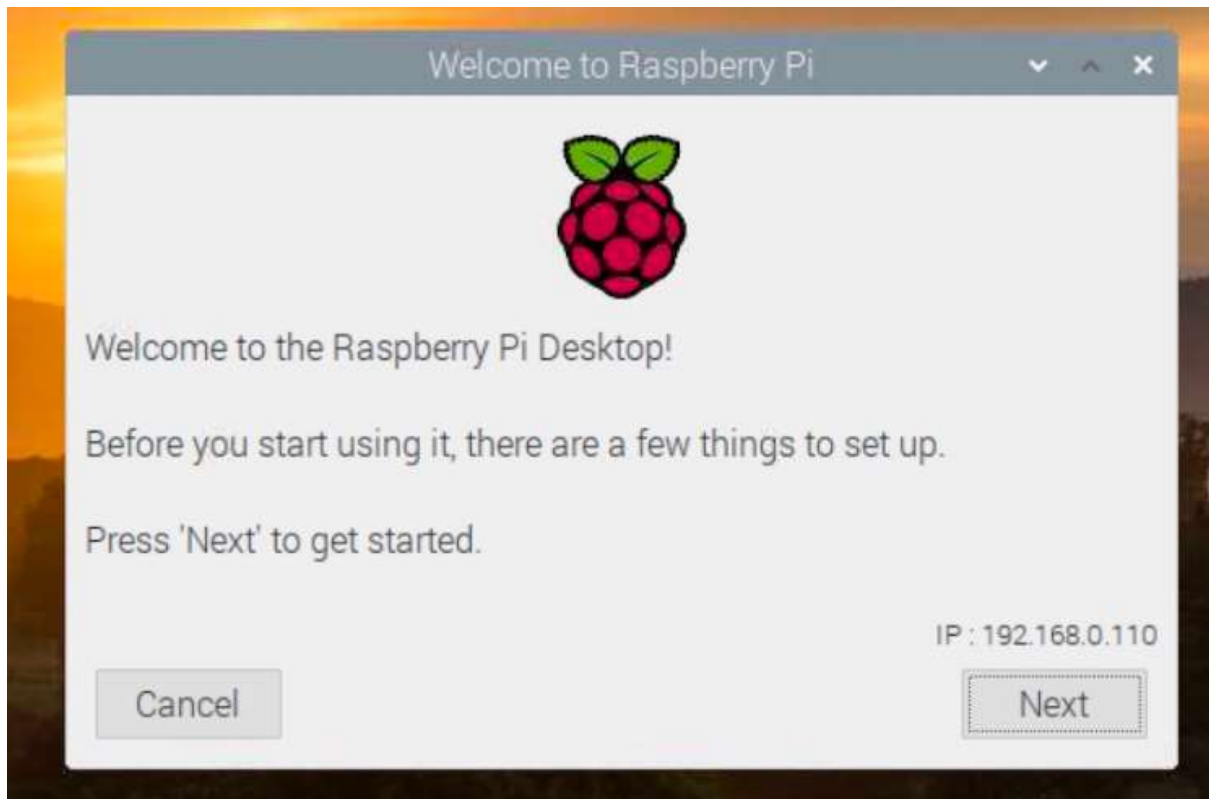 Welcome to Raspberry Pi
Welcome to the Raspberry Pi Desktop!
Before you start using it, there are a few things to set up.
Press 'Next' to get started.
IP : 192.168.0.110
Cancel
Next